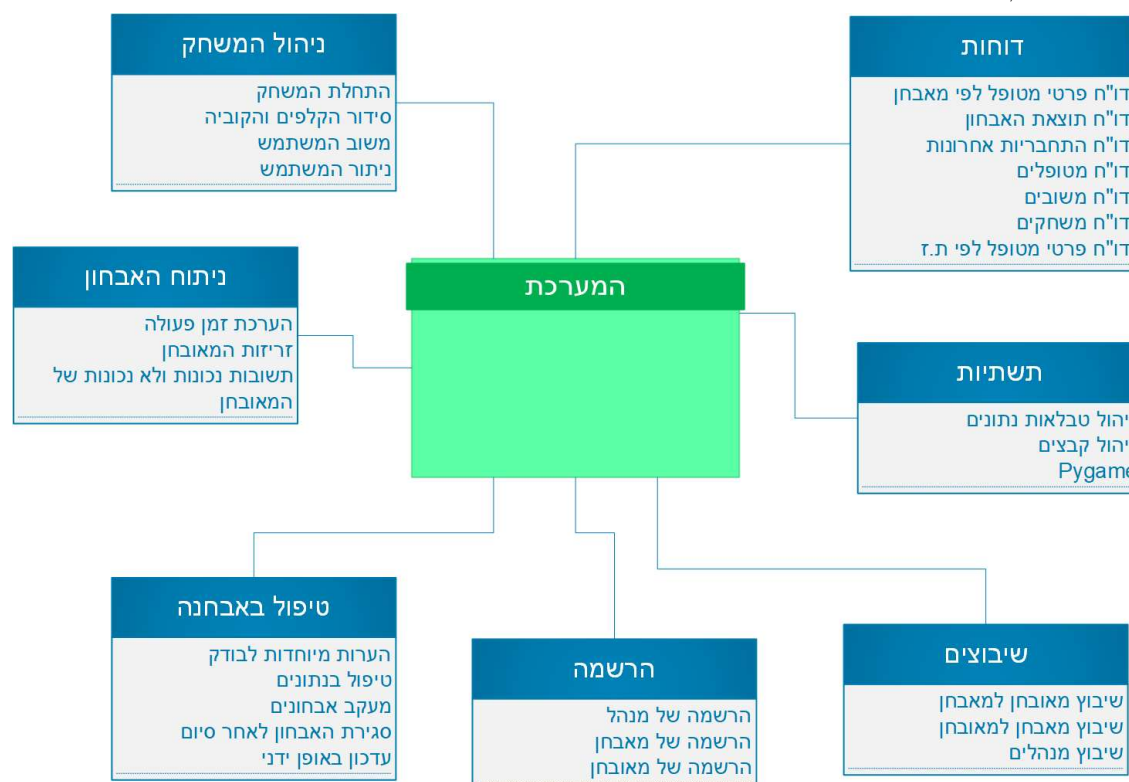 דוחות
דו"ח פרטי מטופל לפי מאבחן
דו"ח תוצאת האבחון
דו"ח התחבריות אחרונות
דו"ח מטופלים
דו"ח משובים
דו"ח משחקים
דו"ח פרטי מטופל לפי ת.ז
ניהול המשחק
התחלת המשחק
סידור הקלפים והקוביה
משוב המשתמש
ניתור המשתמש
המערכת
ניתוח האבחון
הערכת זמן פעולה
זריזות המאובחן
תשובות נכונות ולא נכונות של
המאובחן
תשתיות
יהול טבלאות נתונים
יהול קבצים
Pygame
שיבוצים
שיבוץ מאובחן למאבחן
שיבוץ מאבחן למאובחן
שיבוץ מנהלים
הרשמה
הרשמה של מנהל
הרשמה של מאבחן
הרשמה של מאובחן
טיפול באבחנה
הערות מיוחדות לבודק
טיפול בנתונים
מעקב אבחונים
סגירת האבחון לאחר סיום
עדכון באופן ידני